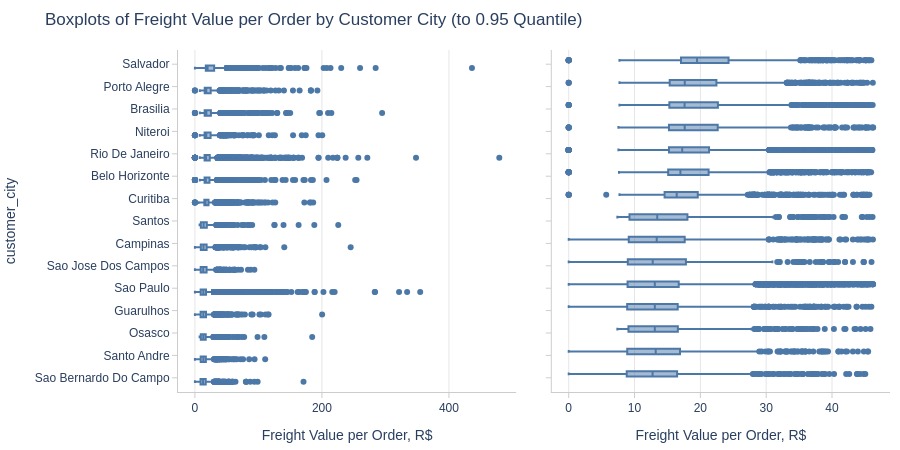 Boxplots of Freight Value per Order by Customer City (to 0.95 Quantile)
customer_city
Salvador
Porto Alegre
Brasilia
Niteroi
Rio De Janeiro
Belo Horizonte
Curitiba
Santos
Campinas
Sao Jose Dos Campos
Sao Paulo
Guarulhos
Osasco
Santo Andre
Sao Bernardo Do Campo
0 200 400
Freight Value per Order, R$
0 10 20 30 40
Freight Value per Order, R$